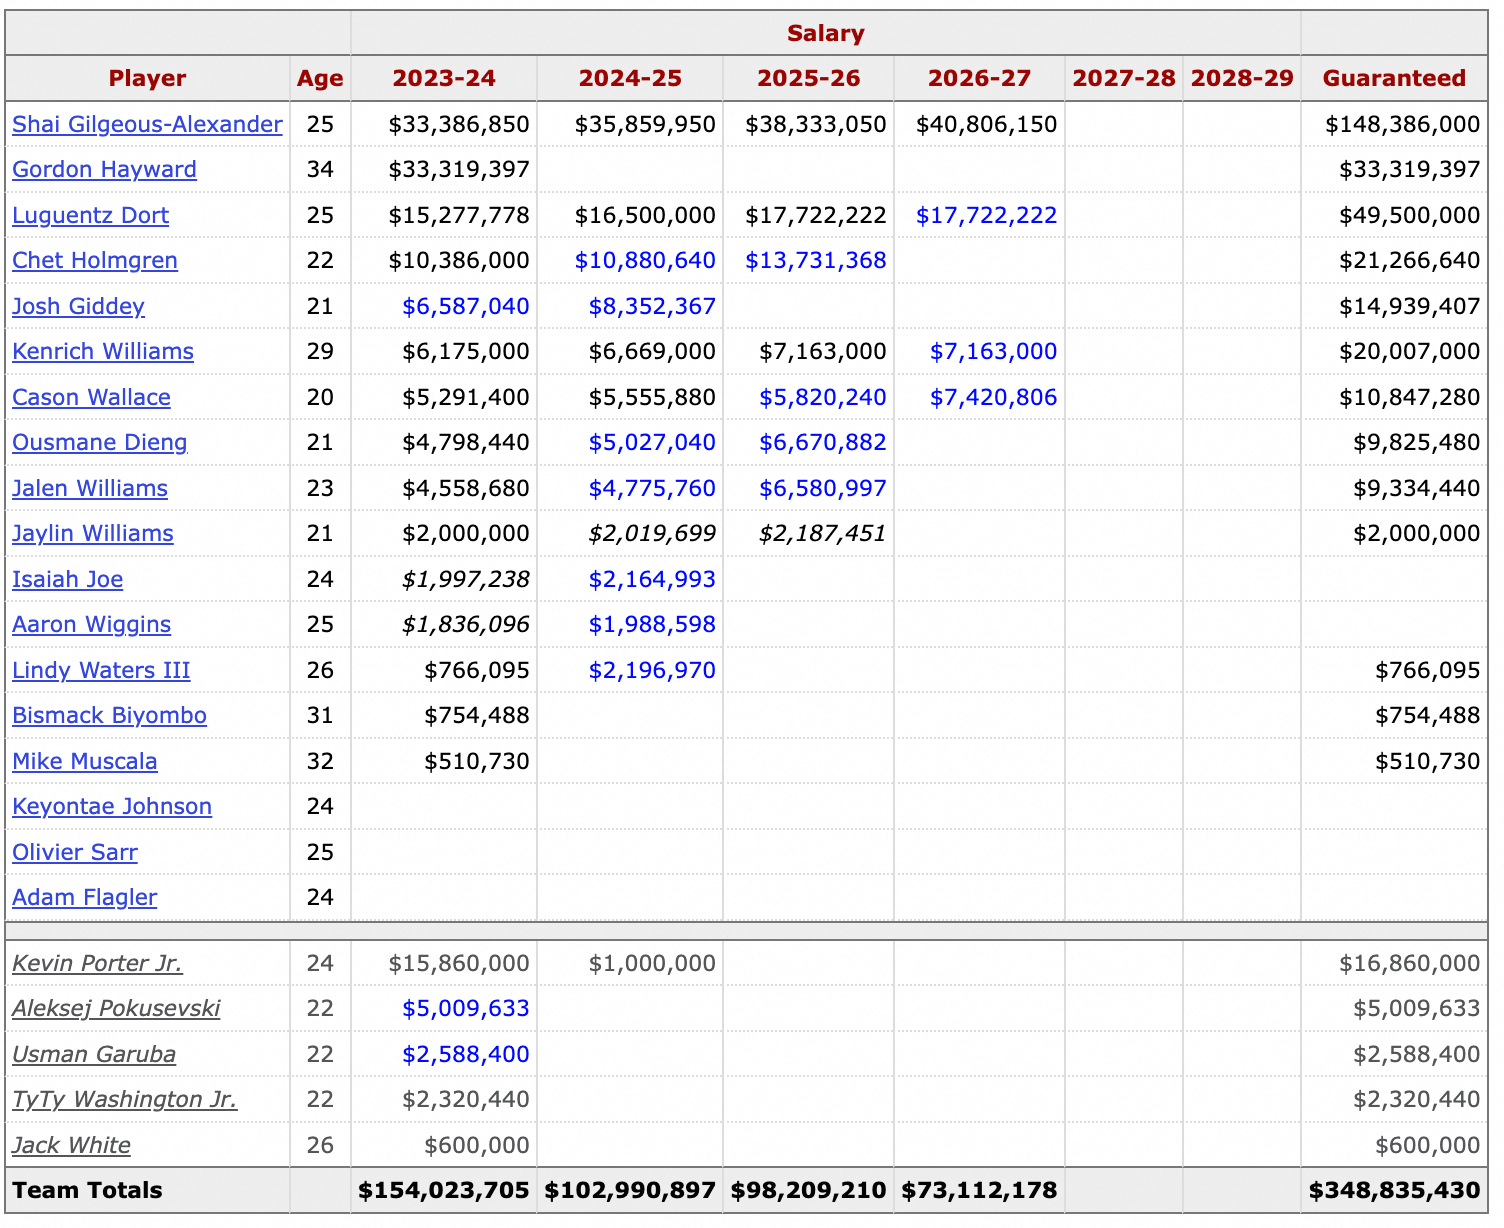 Salary
Player Age 2023-24 2024-25 2025-26 2026-27 2027-28 2028-29 Guaranteed
Shai Gilgeous-Alexander 25 $33,386,850 $35,859,950 $38,333,050 $40,806,150 $148,386,000
Gordon Hayward 34 $33,319,397 $33,319,397
Luguentz Dort 25 $15,277,778 $16,500,000 $17,722,222 $17,722,222 $49,500,000
Chet Holmgren 22 $10,386,000 $10,880,640 $13,731,368 $21,266,640
Josh Giddey 21 $6,587,040 $8,352,367 $14,939,407
Kenrich Williams 29 $6,175,000 $6,669,000 $7,163,000 $7,163,000 $20,007,000
Cason Wallace 20 $5,291,400 $5,555,880 $5,820,240 $7,420,806 $10,847,280
Ousmane Dieng 21 $4,798,440 $5,027,040 $6,670,882 $9,825,480
Jalen Williams 23 $4,558,680 $4,775,760 $6,580,997 $9,334,440
Jaylin Williams 21 $2,000,000 $2,019,699 $2,187,451 $2,000,000
Isaiah Joe 24 $1,997,238 $2,164,993
Aaron Wiggins 25 $1,836,096 $1,988,598
Lindy Waters III 26 $766,095 $2,196,970 $766,095
Bismack Biyombo 31 $754,488 $754,488
Mike Muscala 32 $510,730 $510,730
Keyontae Johnson 24
Olivier Sarr 25
Adam Flagler 24
Kevin Porter Jr. 24 $15,860,000 $1,000,000 $16,860,000
Aleksej Pokusevski 22 $5,009,633 $5,009,633
Usman Garuba 22 $2,588,400 $2,588,400
TyTy Washington Jr. 22 $2,320,440 $2,320,440
Jack White 26 $600,000 $600,000
Team Totals $154,023,705 $102,990,897 $98,209,210 $73,112,178 $348,835,430